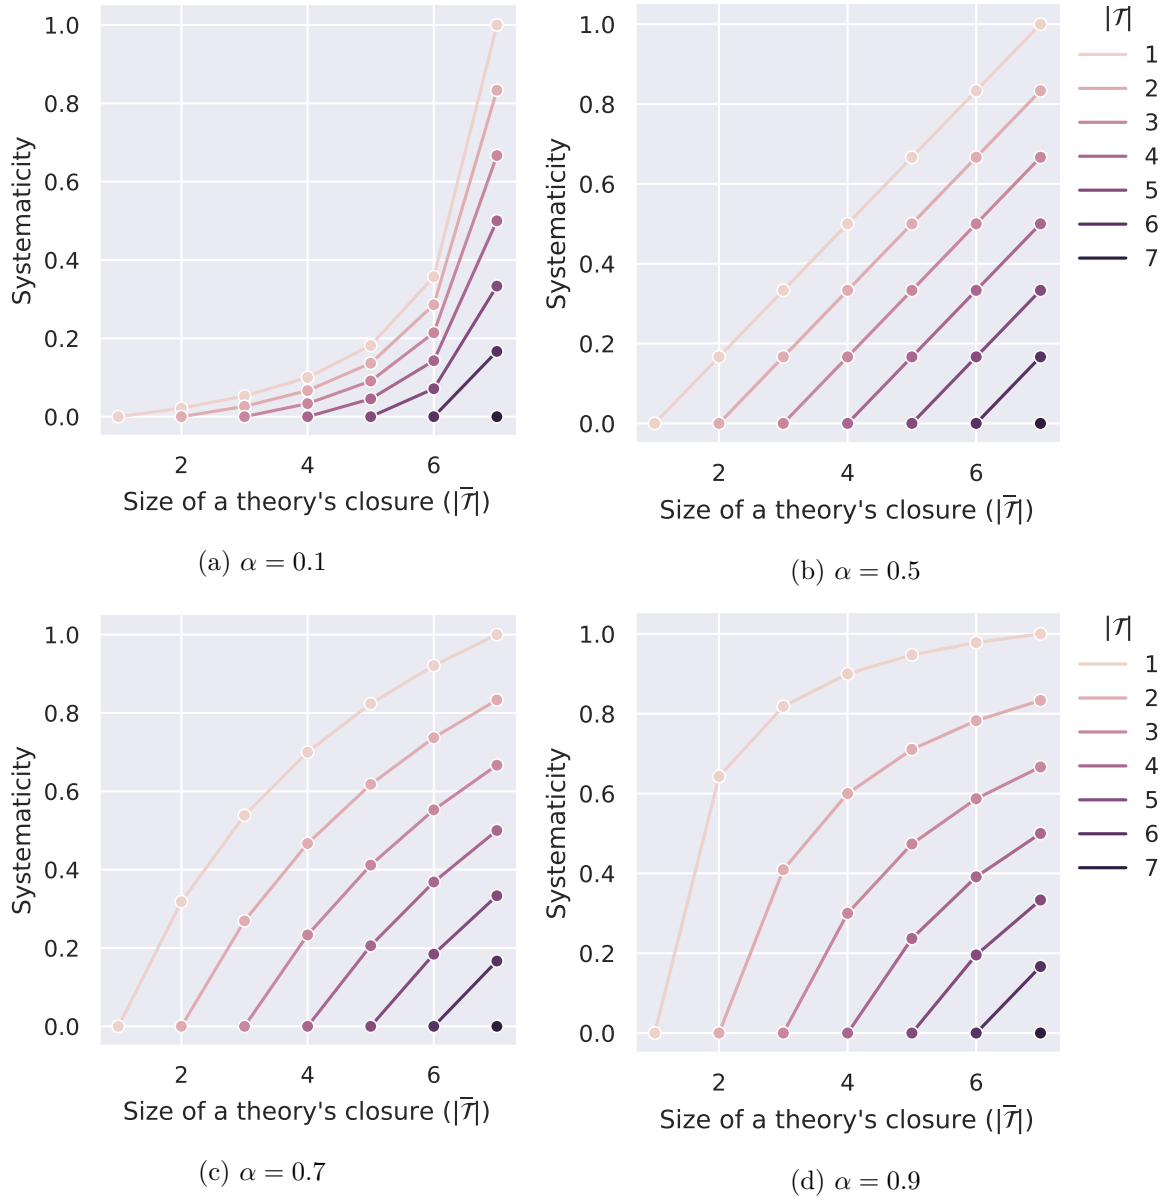 1.0
0.8
0.6
0.4
0.2
0.0
Systematicity
2 4 6
Size of a theory's closure (|𝒯̅|)
(a) α = 0.1
1.0
0.8
0.6
0.4
0.2
0.0
Systematicity
2 4 6
Size of a theory's closure (|𝒯̅|)
(b) α = 0.5
|𝒯|
1
2
3
4
5
6
7
1.0
0.8
0.6
0.4
0.2
0.0
Systematicity
2 4 6
Size of a theory's closure (|𝒯̅|)
(c) α = 0.7
1.0
0.8
0.6
0.4
0.2
0.0
Systematicity
2 4 6
Size of a theory's closure (|𝒯̅|)
(d) α = 0.9
|𝒯|
1
2
3
4
5
6
7